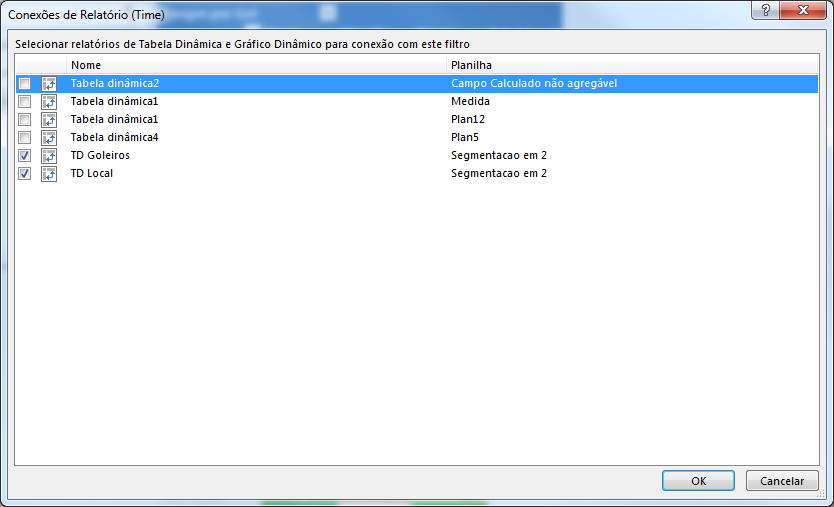 Conexões de Relatório (Time)
Selecionar relatórios de Tabela Dinâmica e Gráfico Dinâmico para conexão com este filtro
Nome Planilha
Tabela dinâmica2 Campo Calculado não agregável
Tabela dinâmica1 Medida
Tabela dinâmica1 Plan12
Tabela dinâmica4 Plan5
TD Goleiros Segmentacao em 2
TD Local Segmentacao em 2
OK Cancelar